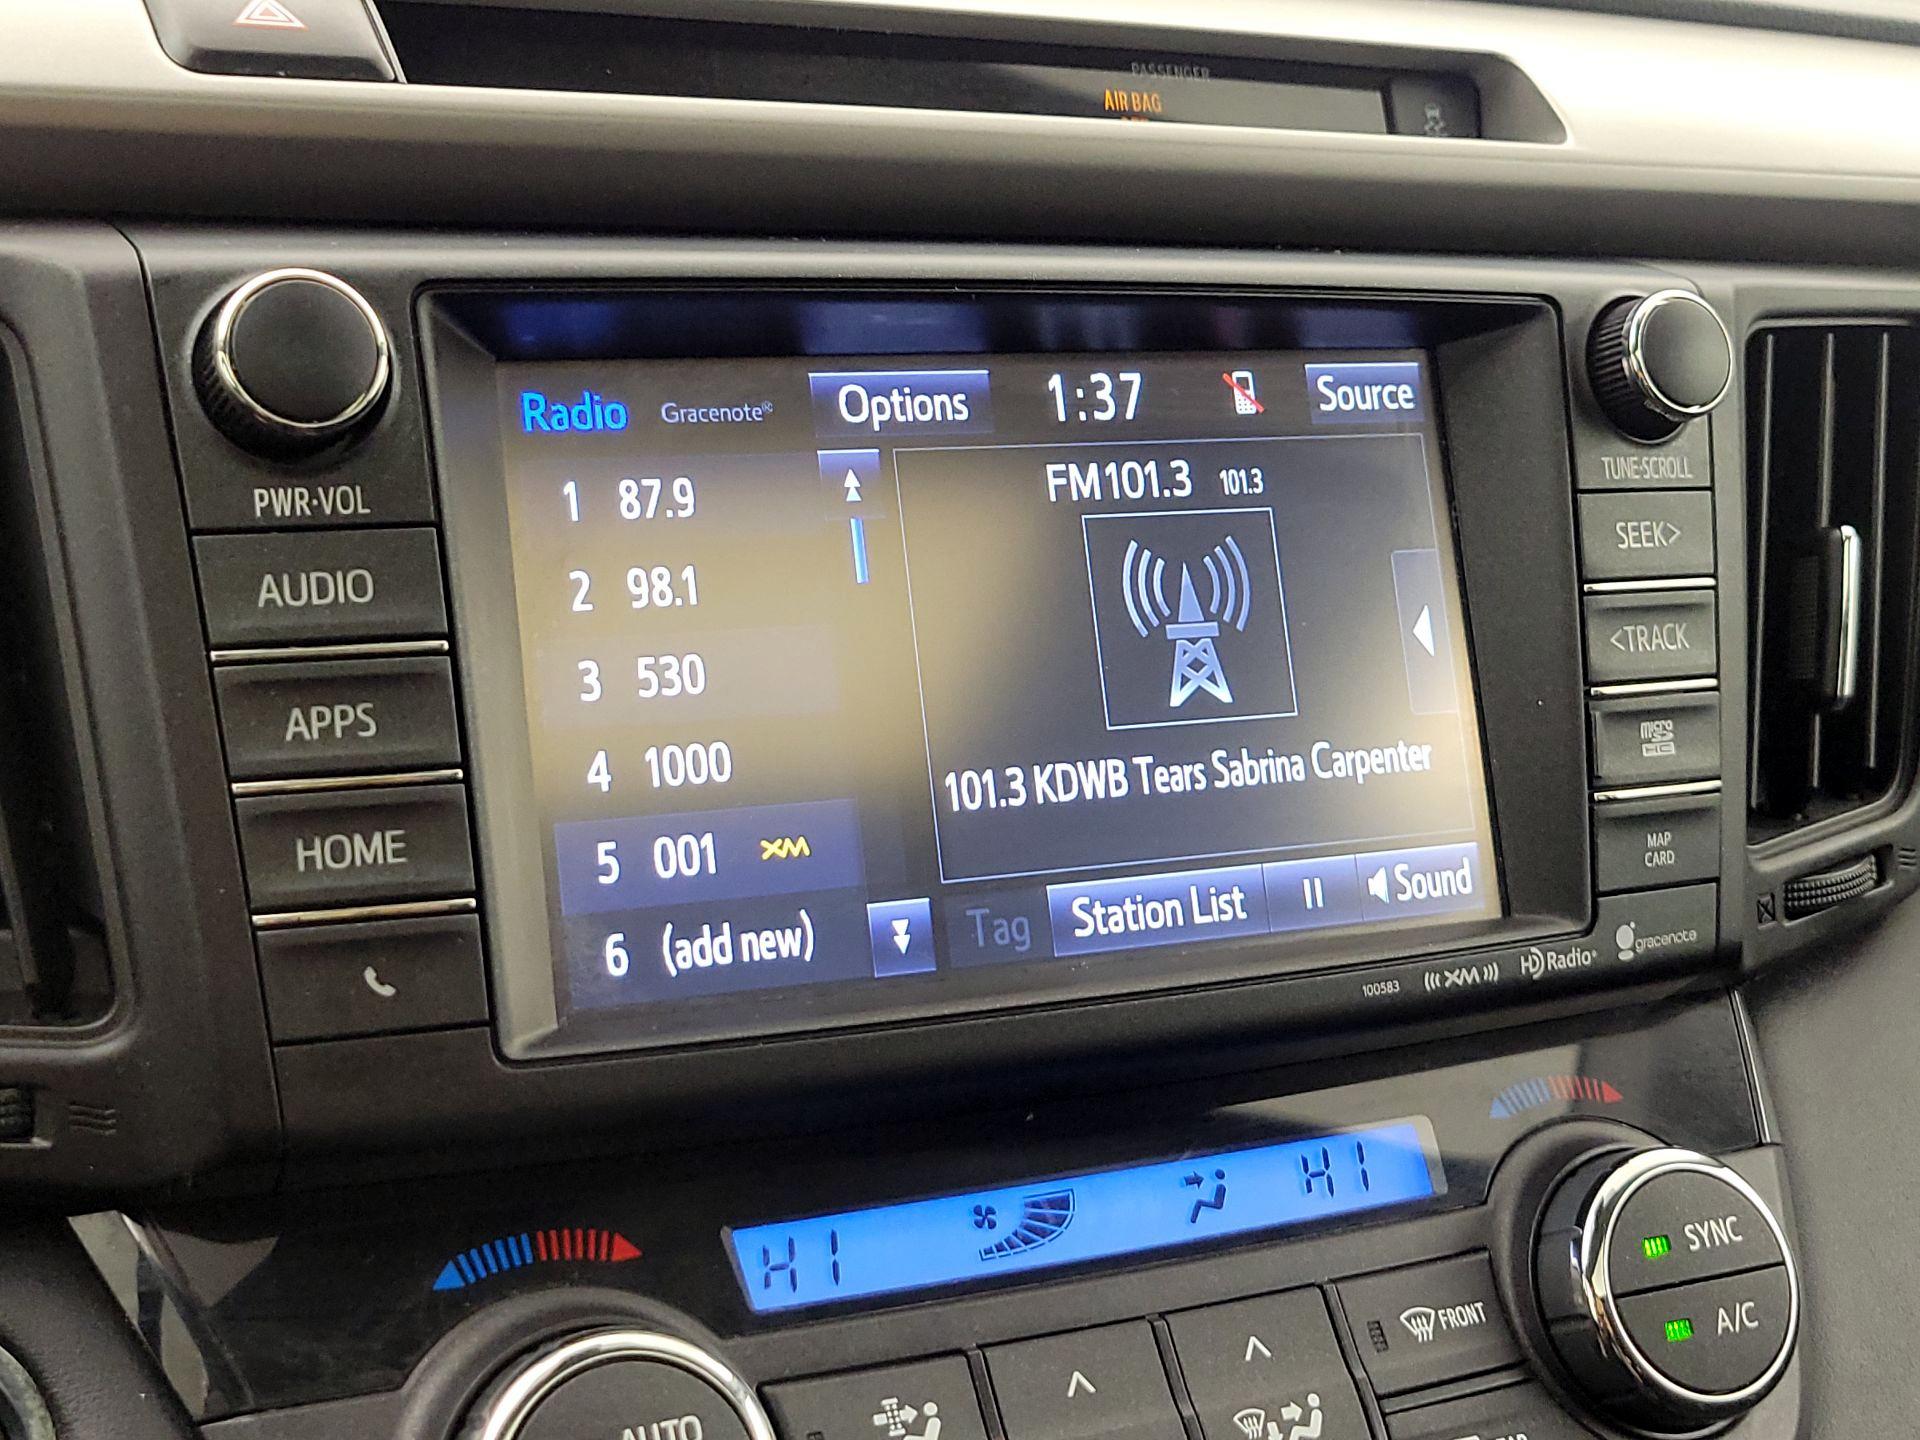 PASSENGER
AIR BAG
Radio Gracenote Options 1:37 Source
PWR·VOL
AUDIO
APPS
HOME
1 87.9
2 98.1
3 530
4 1000
5 001 XM
6 (add new)
FM101.3 101.3
101.3 KDWB Tears Sabrina Carpenter
Tag Station List Sound
TUNE·SCROLL
SEEK>
<TRACK
micro SD HC
MAP
CARD
100583 XM HD Radio gracenote
HI HI
SYNC
A/C
FRONT
AUTO